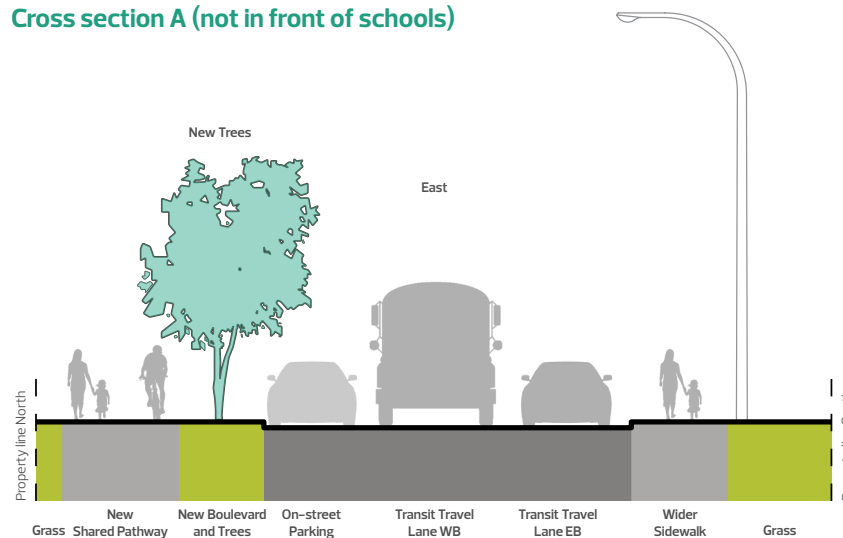 Cross section A (not in front of schools)
New Trees
East
Property line North
Grass
New
Shared Pathway
New Boulevard
and Trees
On-street
Parking
Transit Travel
Lane WB
Transit Travel
Lane EB
Wider
Sidewalk
Grass